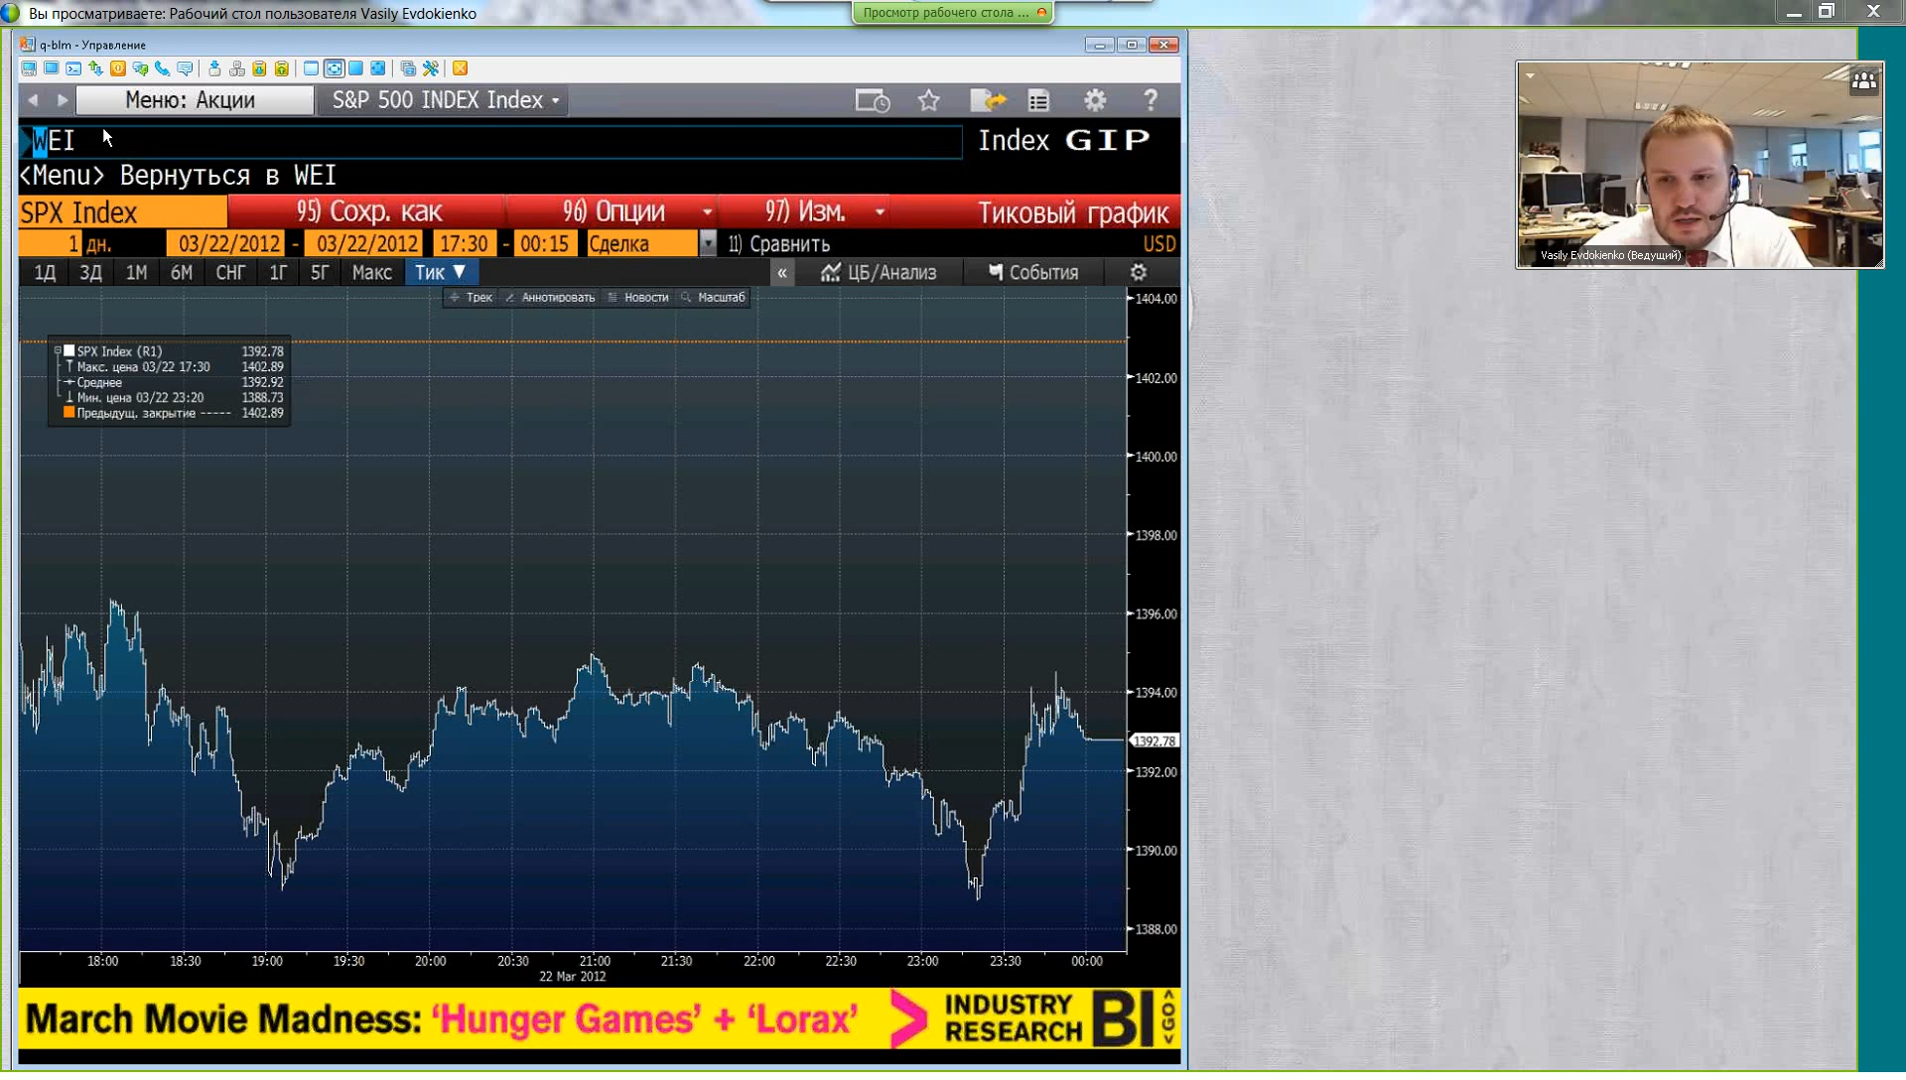 Вы просматриваете: Рабочий стол пользователя Vasily Evdokienko
Просмотр рабочего стола ...
q-blm - Управление
Меню: Акции
S&P 500 INDEX Index
?
WEI
Index GIP
<Menu> Вернуться в WEI
SPX Index
95) Сохр. как
96) Опции
97) Изм.
Тиковый график
1 дн.
03/22/2012 - 03/22/2012
17:30 - 00:15
Сделка
11) Сравнить
USD
1Д 3Д 1М 6М СНГ 1Г 5Г Макс Тик ▼
«
ЦБ/Анализ
События
Трек
Аннотировать
Новости
Масштаб
SPX Index (R1) 1392.78
Макс. цена 03/22 17:30 1402.89
Среднее 1392.92
Мин. цена 03/22 23:20 1388.73
Предыдущ. закрытие ----- 1402.89
1404.00
1402.00
1400.00
1398.00
1396.00
1394.00
1392.78
1392.00
1390.00
1388.00
18:00 18:30 19:00 19:30 20:00 20:30 21:00 21:30 22:00 22:30 23:00 23:30 00:00
22 Mar 2012
March Movie Madness: ‘Hunger Games’ + ‘Lorax’
INDUSTRY
RESEARCH
BI
<GO>
Vasily Evdokienko (Ведущий)